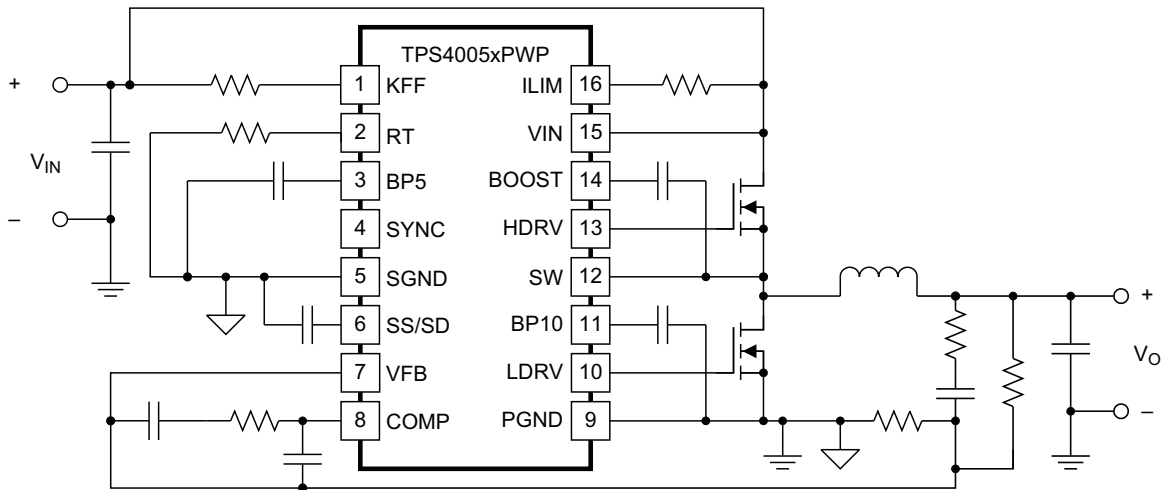 TPS4005xPWP
+
V_IN
–
1 KFF
2 RT
3 BP5
4 SYNC
5 SGND
6 SS/SD
7 VFB
8 COMP
ILIM 16
VIN 15
BOOST 14
HDRV 13
SW 12
BP10 11
LDRV 10
PGND 9
+
V_O
–